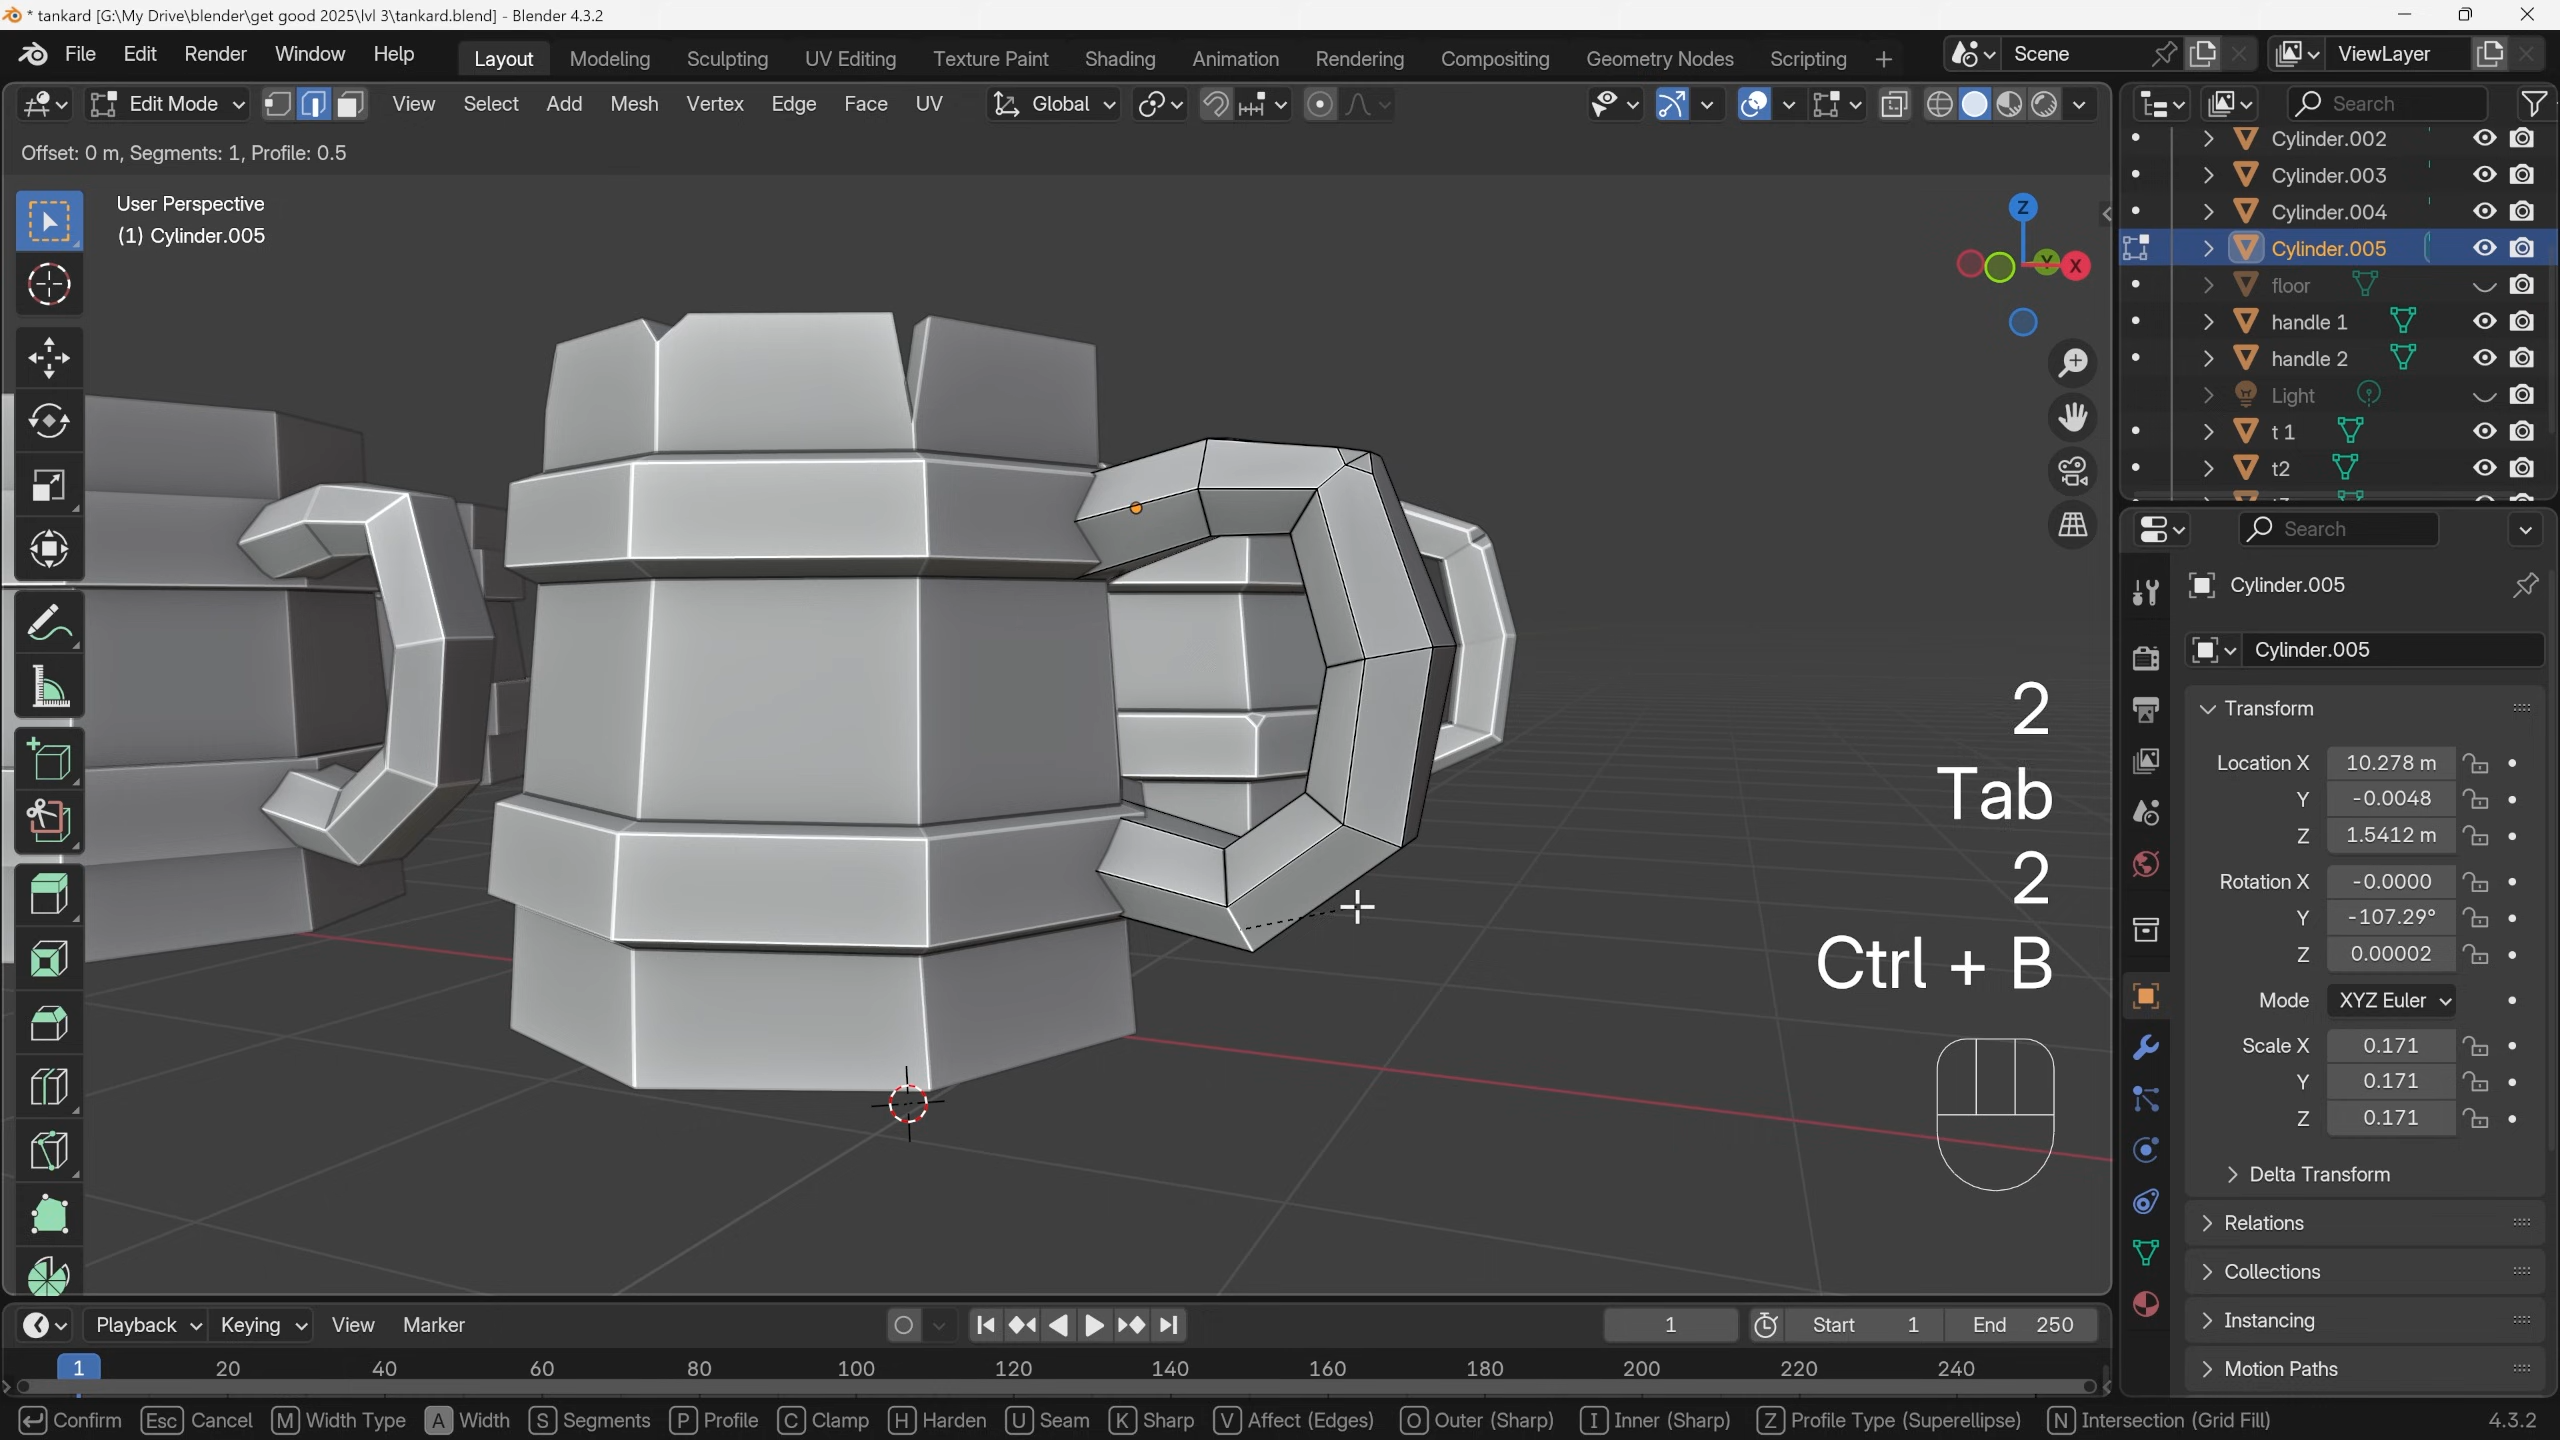 * tankard [G:\My Drive\blender\get good 2025\lvl 3\tankard.blend] - Blender 4.3.2
File Edit Render Window Help Layout Modeling Sculpting UV Editing Texture Paint Shading Animation Rendering Compositing Geometry Nodes Scripting + Scene ViewLayer
Edit Mode View Select Add Mesh Vertex Edge Face UV Global Search
Offset: 0 m, Segments: 1, Profile: 0.5
User Perspective
(1) Cylinder.005
Z
Y
X
2
Tab
2
Ctrl + B
Cylinder.002
Cylinder.003
Cylinder.004
Cylinder.005
floor
handle 1
handle 2
Light
t 1
t2
Search
Cylinder.005
Cylinder.005
Transform
Location X 10.278 m
Y -0.0048
Z 1.5412 m
Rotation X -0.0000
Y -107.29°
Z 0.00002
Mode XYZ Euler
Scale X 0.171
Y 0.171
Z 0.171
Delta Transform
Relations
Collections
Instancing
Motion Paths
Playback Keying View Marker 1 Start 1 End 250
1 20 40 60 80 100 120 140 160 180 200 220 240
Confirm Esc Cancel M Width Type A Width S Segments P Profile C Clamp H Harden U Seam K Sharp V Affect (Edges) O Outer (Sharp) I Inner (Sharp) Z Profile Type (Superellipse) N Intersection (Grid Fill) 4.3.2